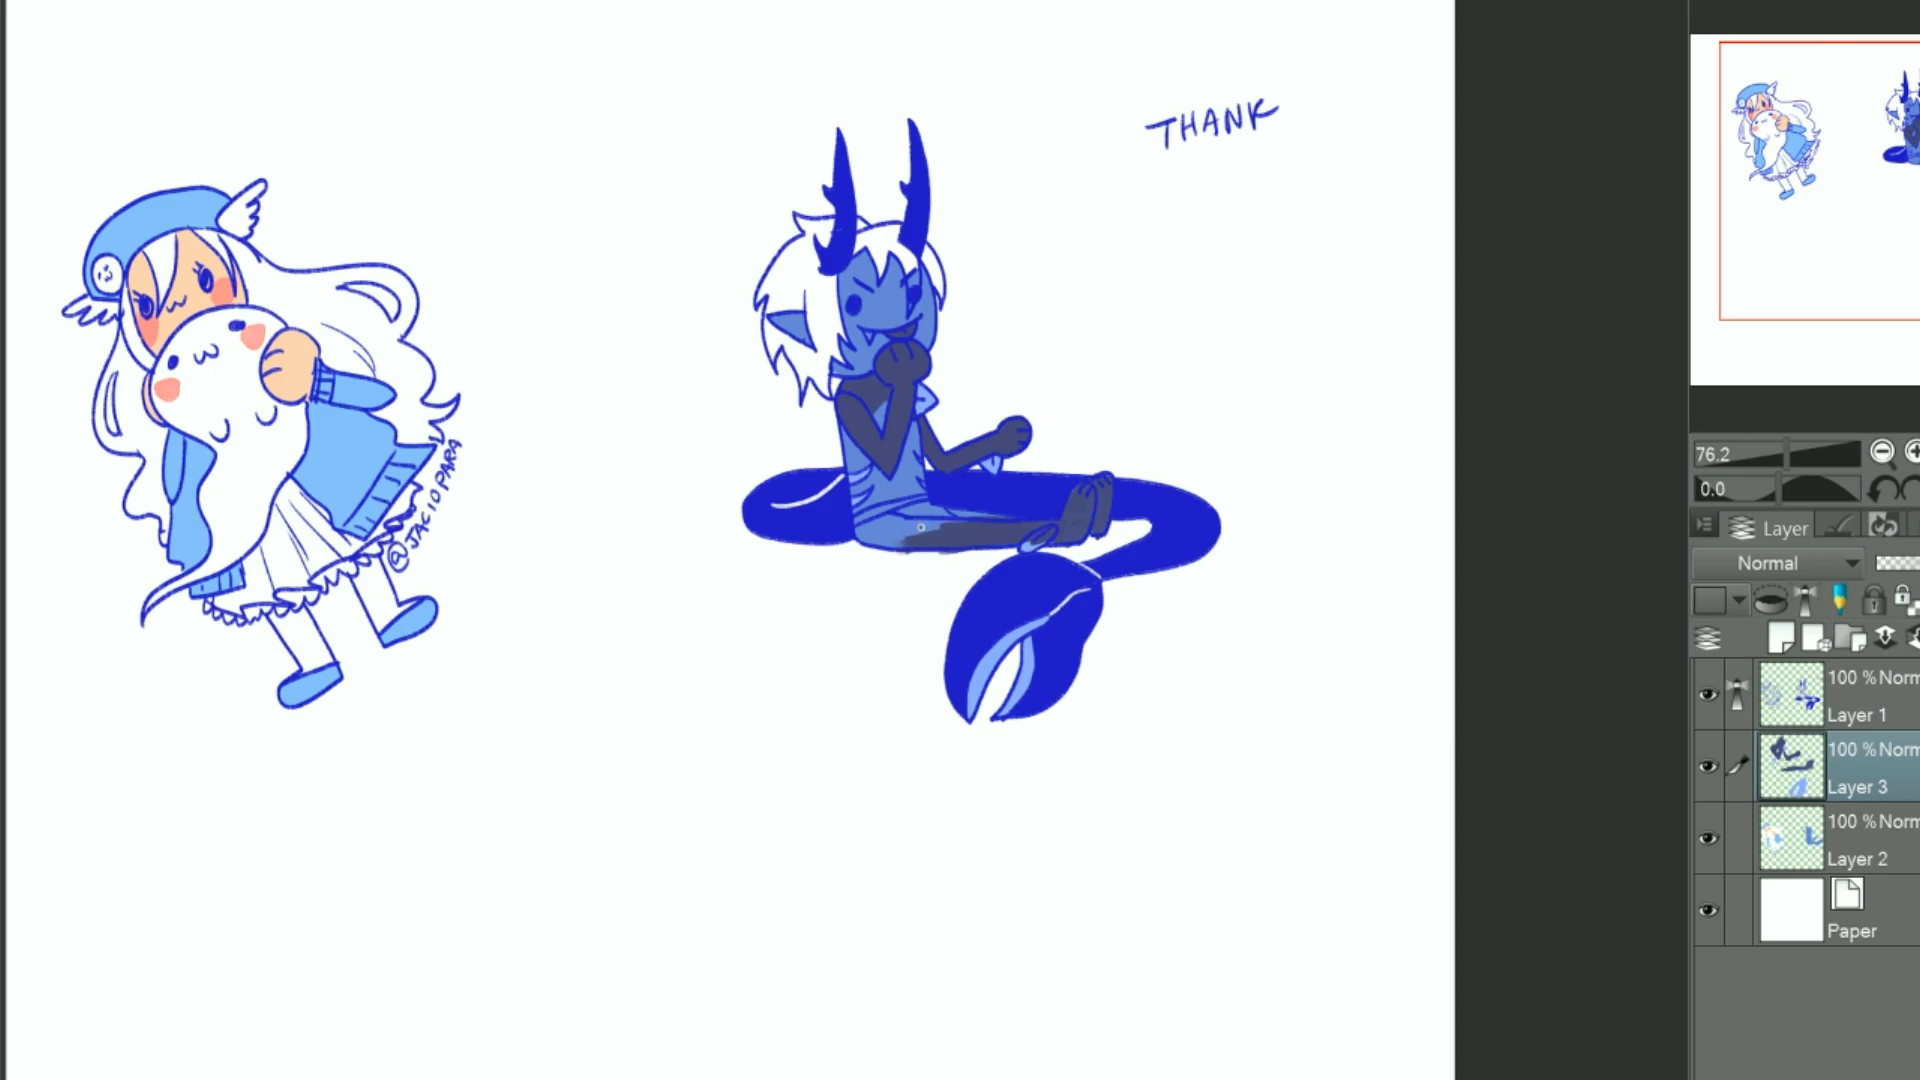 THANK
@JACIOPARA
76.2
0.0
Layer
Normal
100 % Norm
Layer 1
100 % Norm
Layer 3
100 % Norm
Layer 2
Paper